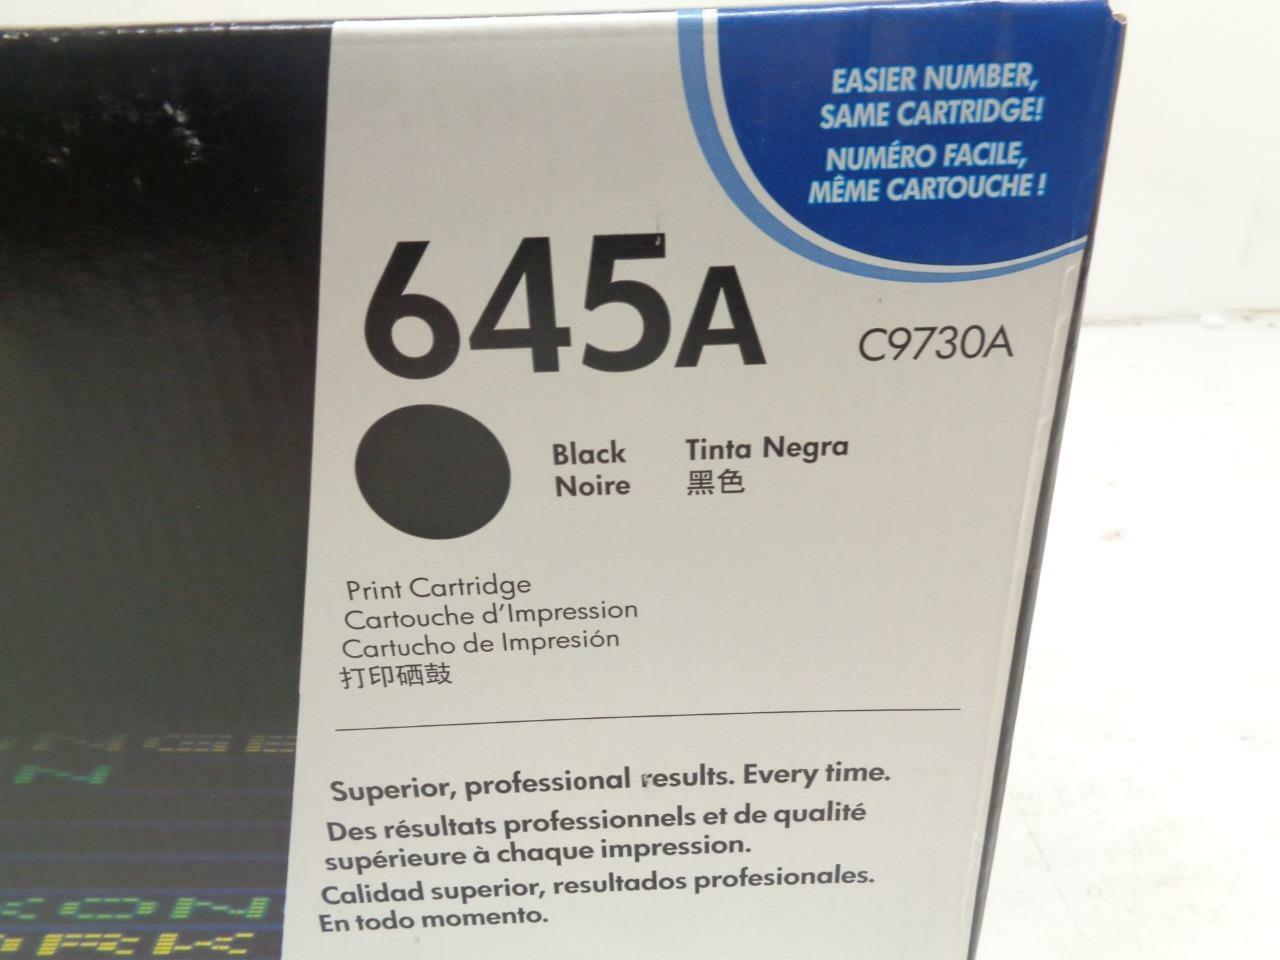 EASIER NUMBER,
SAME CARTRIDGE!
NUMÉRO FACILE,
MÊME CARTOUCHE !
645A
C9730A
Black
Noire
Tinta Negra
黑色
Print Cartridge
Cartouche d'Impression
Cartucho de Impresión
打印硒鼓
Superior, professional results. Every time.
Des résultats professionnels et de qualité
supérieure à chaque impression.
Calidad superior, resultados profesionales.
En todo momento.